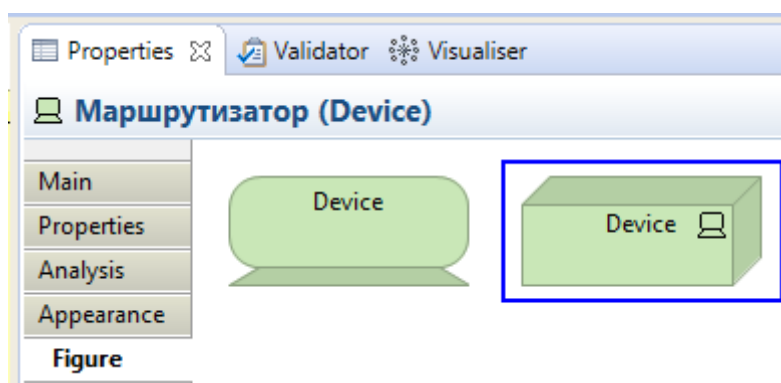 Properties Validator Visualiser
Маршрутизатор (Device)
Main
Properties
Analysis
Appearance
Figure
Device
Device